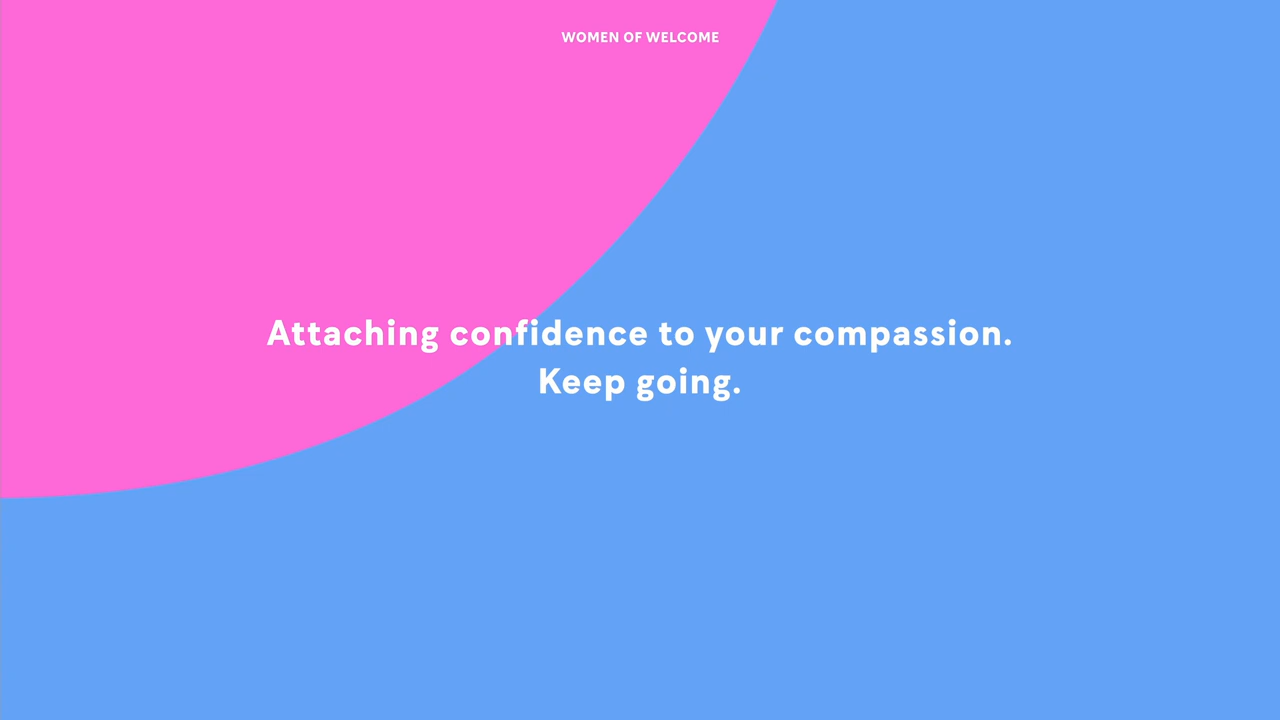 WOMEN OF WELCOME
Attaching confidence to your compassion.
Keep going.